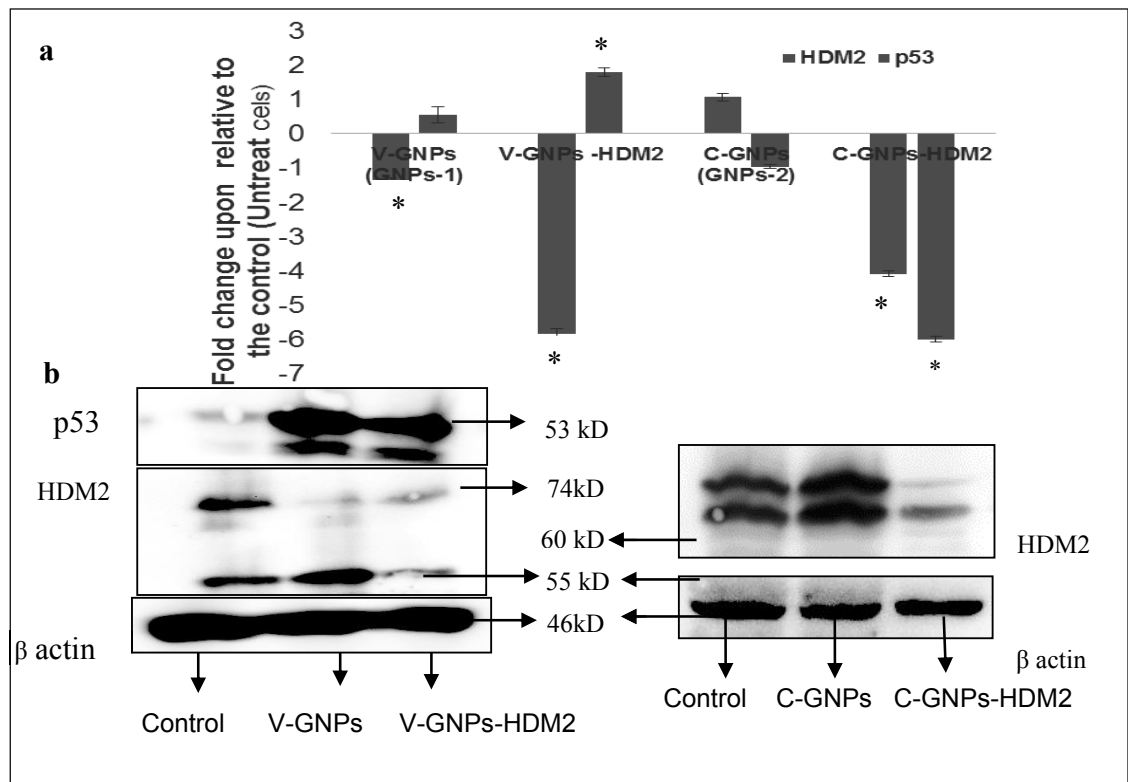 a
Fold change upon relative to
the control (Untreat cels)
3
2
1
0
-1
-2
-3
-4
-5
-6
-7
HDM2 p53
*
*
*
*
*
V-GNPs
(GNPs-1)
V-GNPs -HDM2
C-GNPs
(GNPs-2)
C-GNPs-HDM2
b
p53
53 kD
HDM2
74kD
60 kD
HDM2
55 kD
46kD
β actin
β actin
Control
V-GNPs
V-GNPs-HDM2
Control
C-GNPs
C-GNPs-HDM2